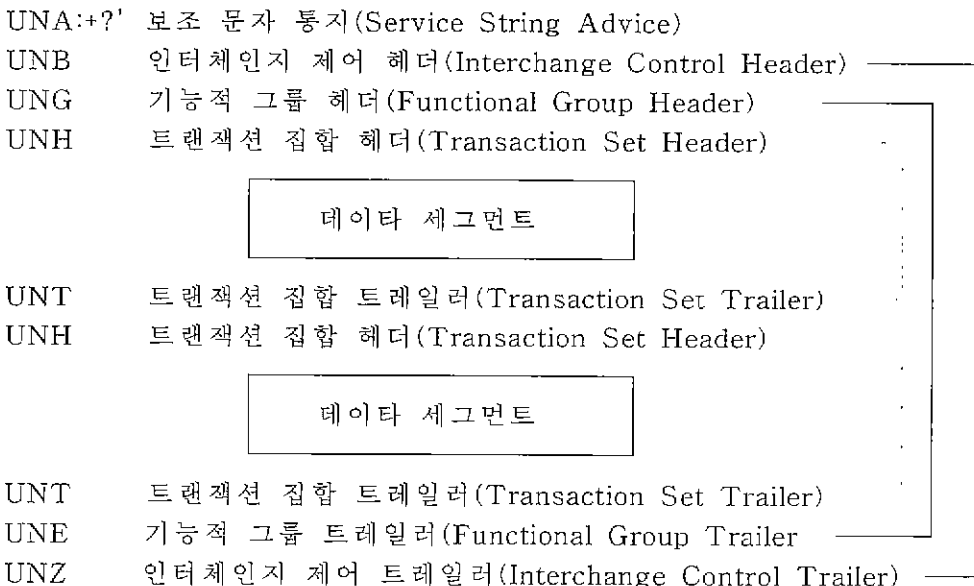 UNA:+?' 보조 문자 통지(Service String Advice)
UNB 인터체인지 제어 헤더(Interchange Control Header)
UNG 기능적 그룹 헤더(Functional Group Header)
UNH 트랜잭션 집합 헤더(Transaction Set Header)
데이타 세그먼트
UNT 트랜잭션 집합 트레일러(Transaction Set Trailer)
UNH 트랜잭션 집합 헤더(Transaction Set Header)
데이타 세그먼트
UNT 트랜잭션 집합 트레일러(Transaction Set Trailer)
UNE 기능적 그룹 트레일러(Functional Group Trailer
UNZ 인터체인지 제어 트레일러(Interchange Control Trailer)